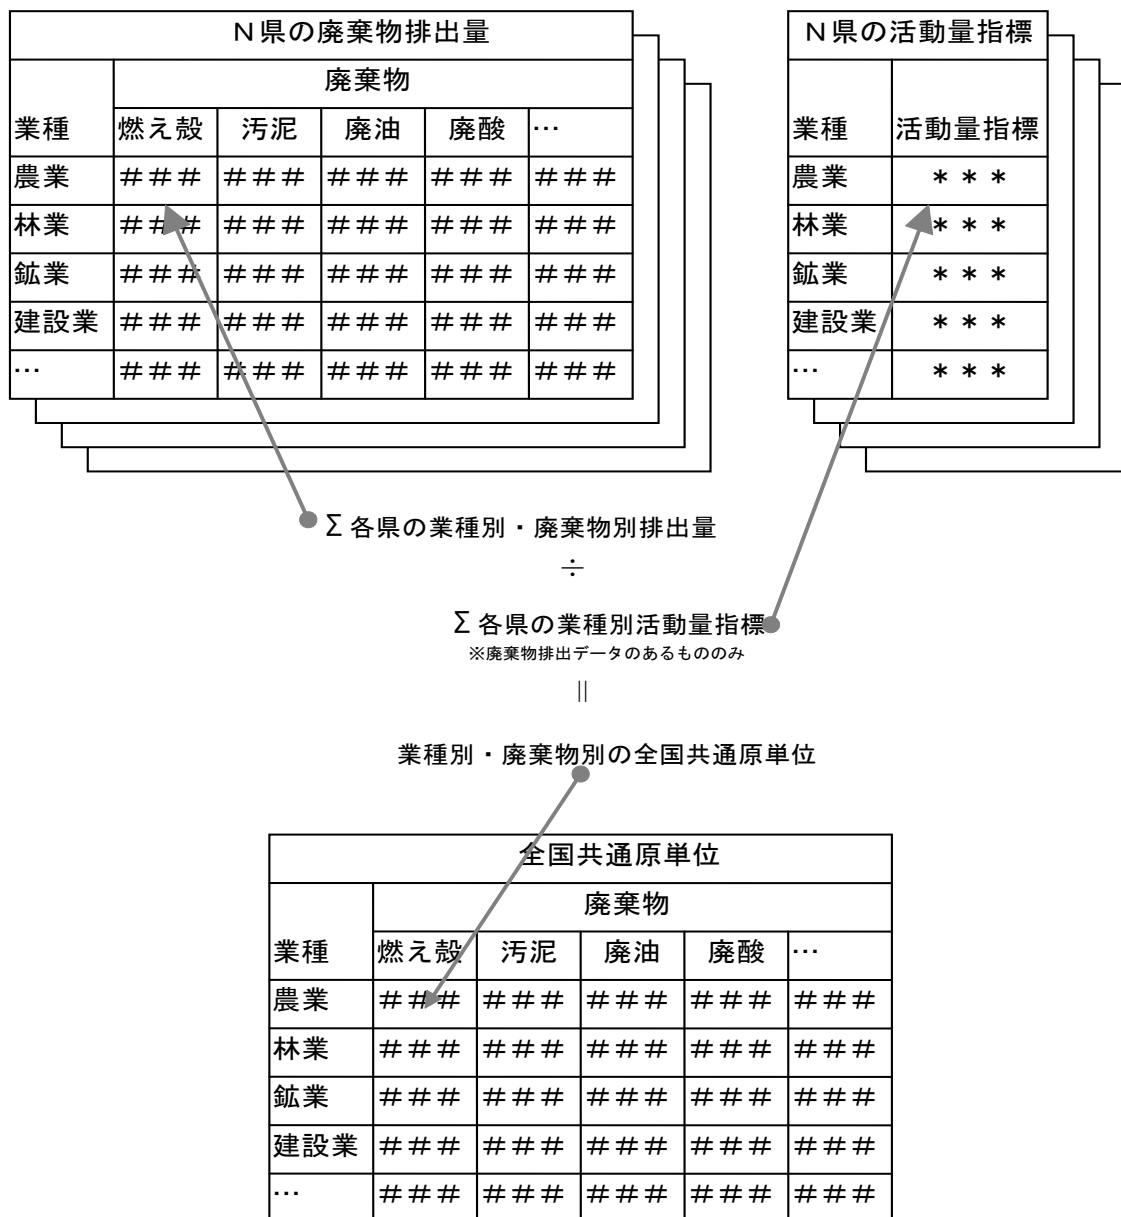 N県の廃棄物排出量
廃棄物
業種 燃え殻 汚泥 廃油 廃酸 …
農業 ＃＃＃ ＃＃＃ ＃＃＃ ＃＃＃ ＃＃＃
林業 ＃＃＃ ＃＃＃ ＃＃＃ ＃＃＃ ＃＃＃
鉱業 ＃＃＃ ＃＃＃ ＃＃＃ ＃＃＃ ＃＃＃
建設業 ＃＃＃ ＃＃＃ ＃＃＃ ＃＃＃ ＃＃＃
… ＃＃＃ ＃＃＃ ＃＃＃ ＃＃＃ ＃＃＃
N県の活動量指標
業種 活動量指標
農業 ＊＊＊
林業 ＊＊＊
鉱業 ＊＊＊
建設業 ＊＊＊
… ＊＊＊
Σ各県の業種別・廃棄物別排出量
÷
Σ各県の業種別活動量指標
※廃棄物排出データのあるもののみ
||
業種別・廃棄物別の全国共通原単位
全国共通原単位
廃棄物
業種 燃え殻 汚泥 廃油 廃酸 …
農業 ＃＃＃ ＃＃＃ ＃＃＃ ＃＃＃ ＃＃＃
林業 ＃＃＃ ＃＃＃ ＃＃＃ ＃＃＃ ＃＃＃
鉱業 ＃＃＃ ＃＃＃ ＃＃＃ ＃＃＃ ＃＃＃
建設業 ＃＃＃ ＃＃＃ ＃＃＃ ＃＃＃ ＃＃＃
… ＃＃＃ ＃＃＃ ＃＃＃ ＃＃＃ ＃＃＃